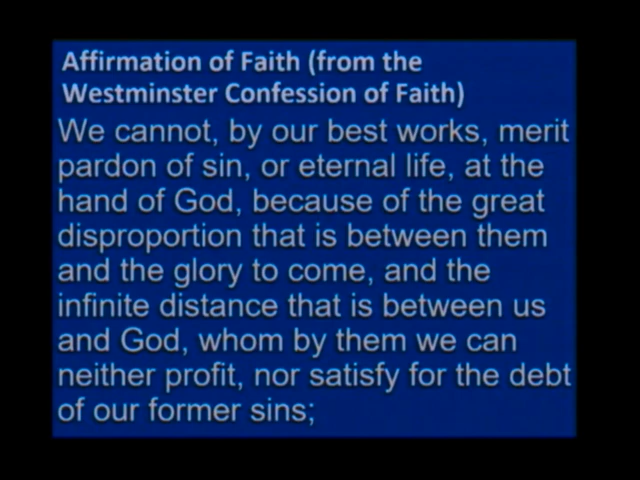 Affirmation of Faith (from the
Westminster Confession of Faith)
We cannot, by our best works, merit
pardon of sin, or eternal life, at the
hand of God, because of the great
disproportion that is between them
and the glory to come, and the
infinite distance that is between us
and God, whom by them we can
neither profit, nor satisfy for the debt
of our former sins;